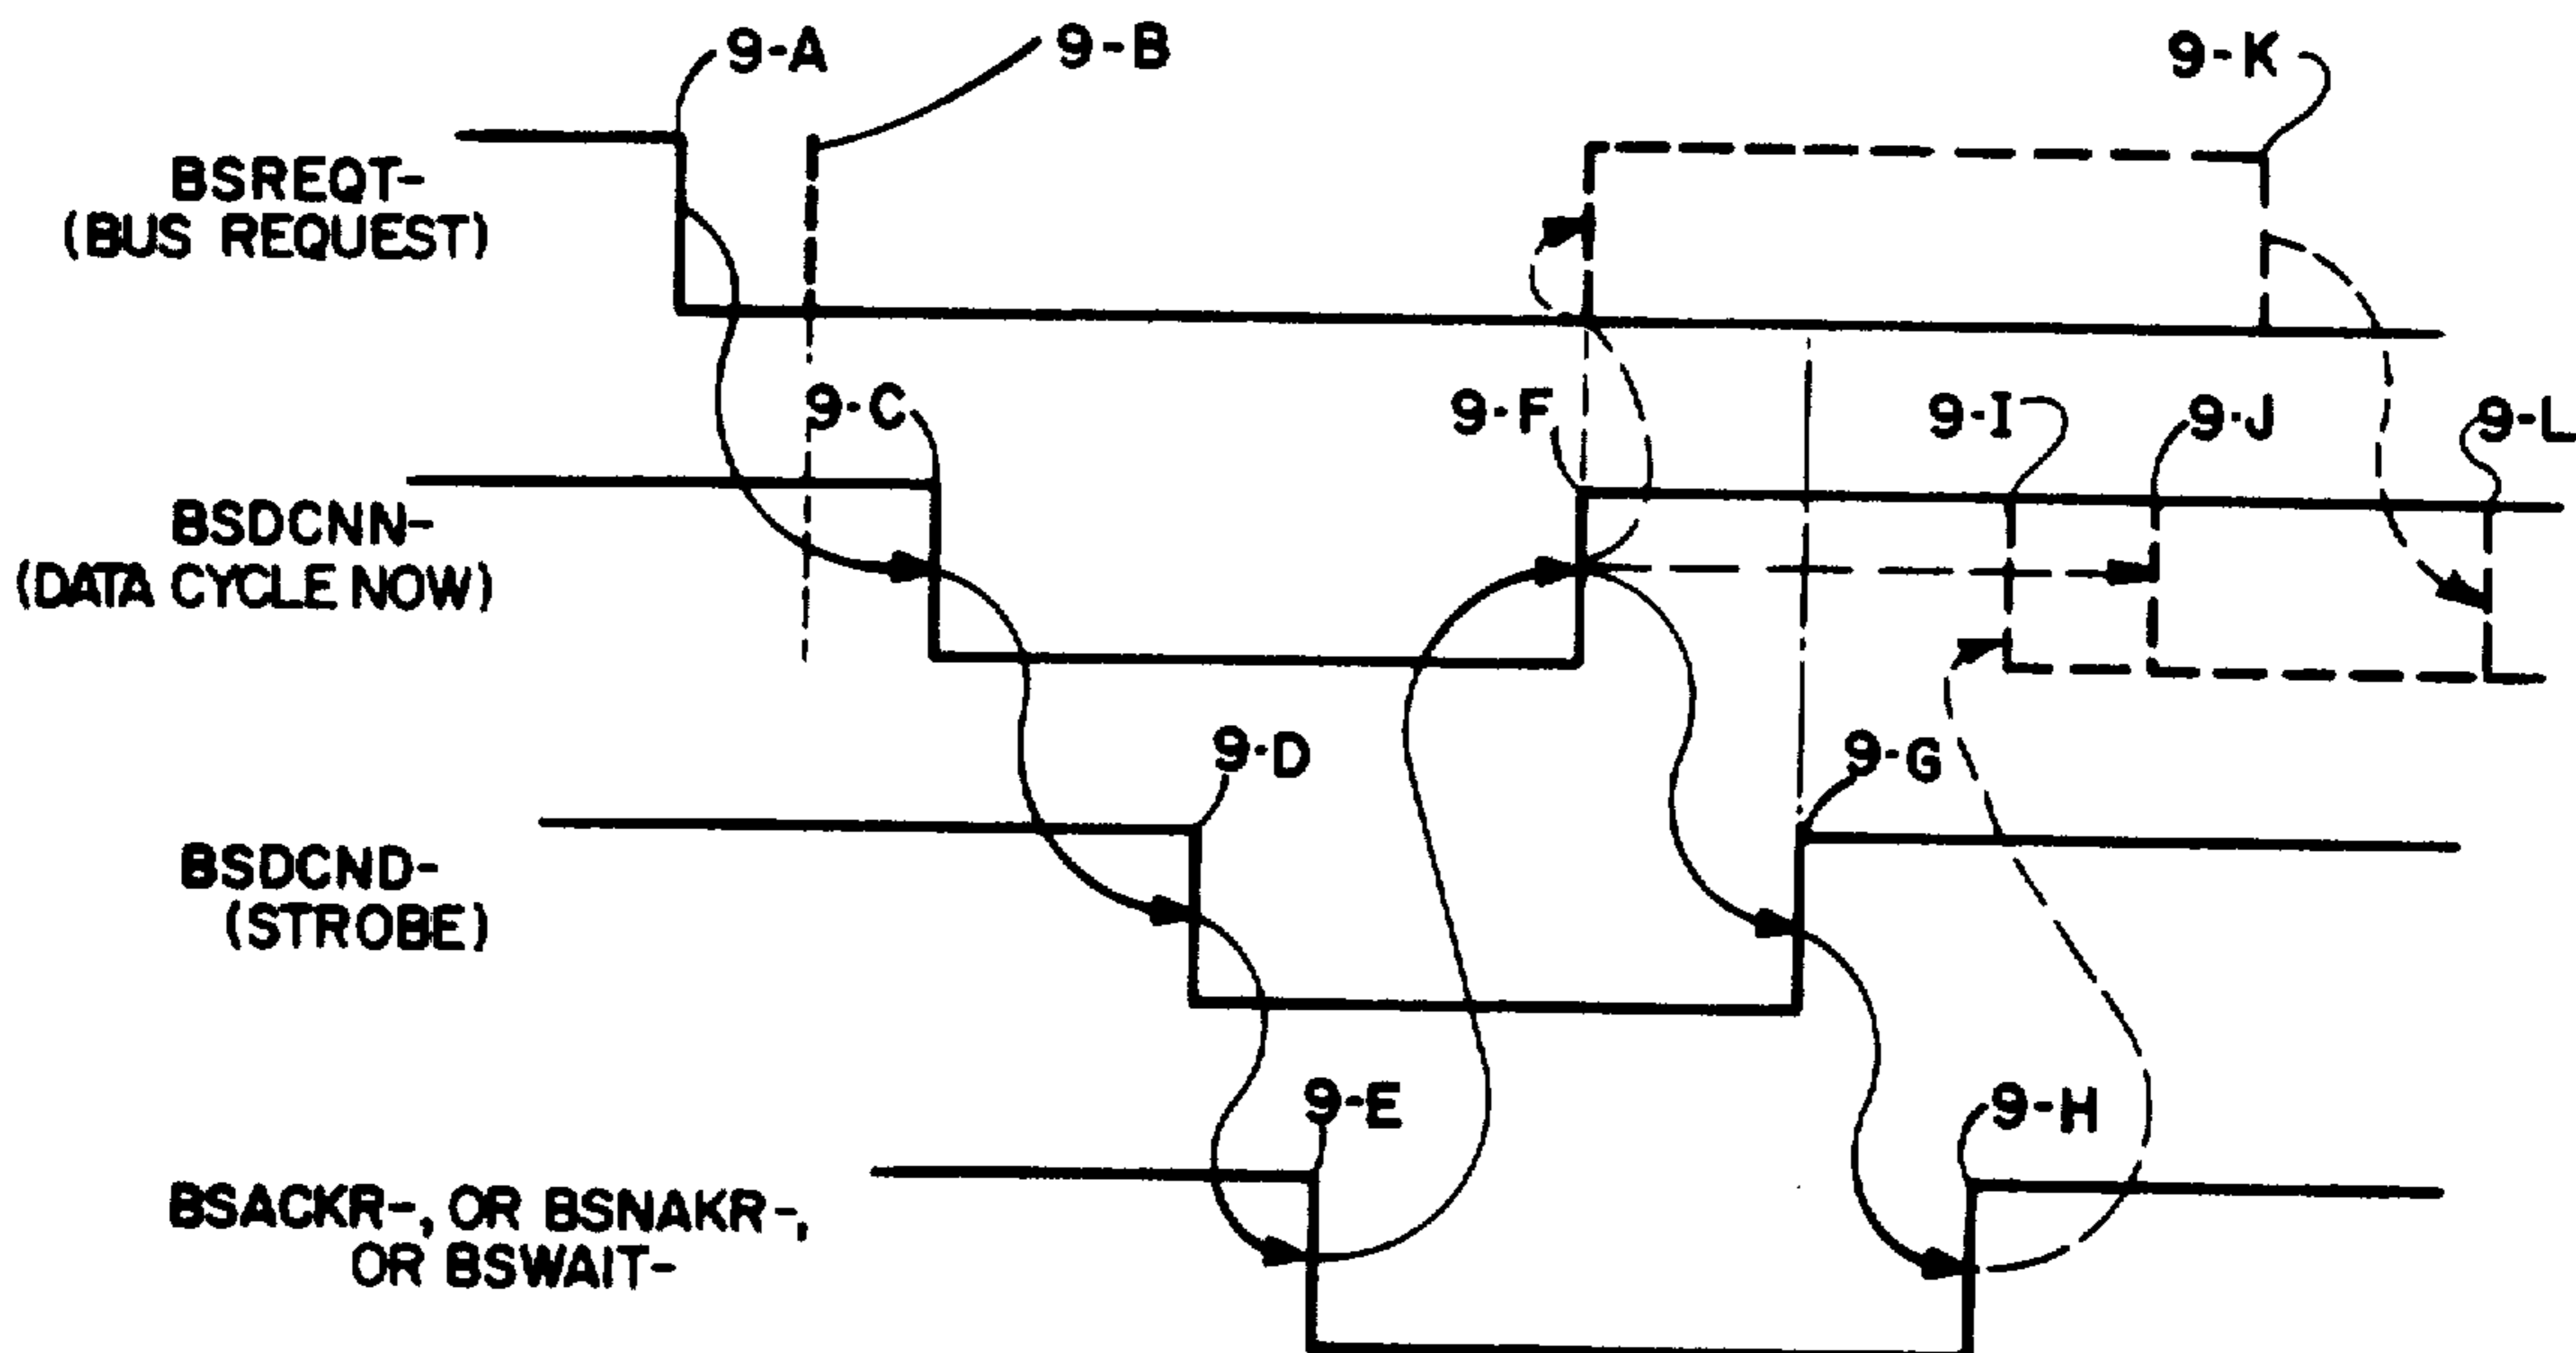 9-A
9-B
9-K
BSREQT-
(BUS REQUEST)
9-C
9-F
9-I
9-J
9-L
BSDCNN-
(DATA CYCLE NOW)
9-D
9-G
BSDCND-
(STROBE)
9-E
9-H
BSACKR-, OR BSNAKR-,
OR BSWAIT-